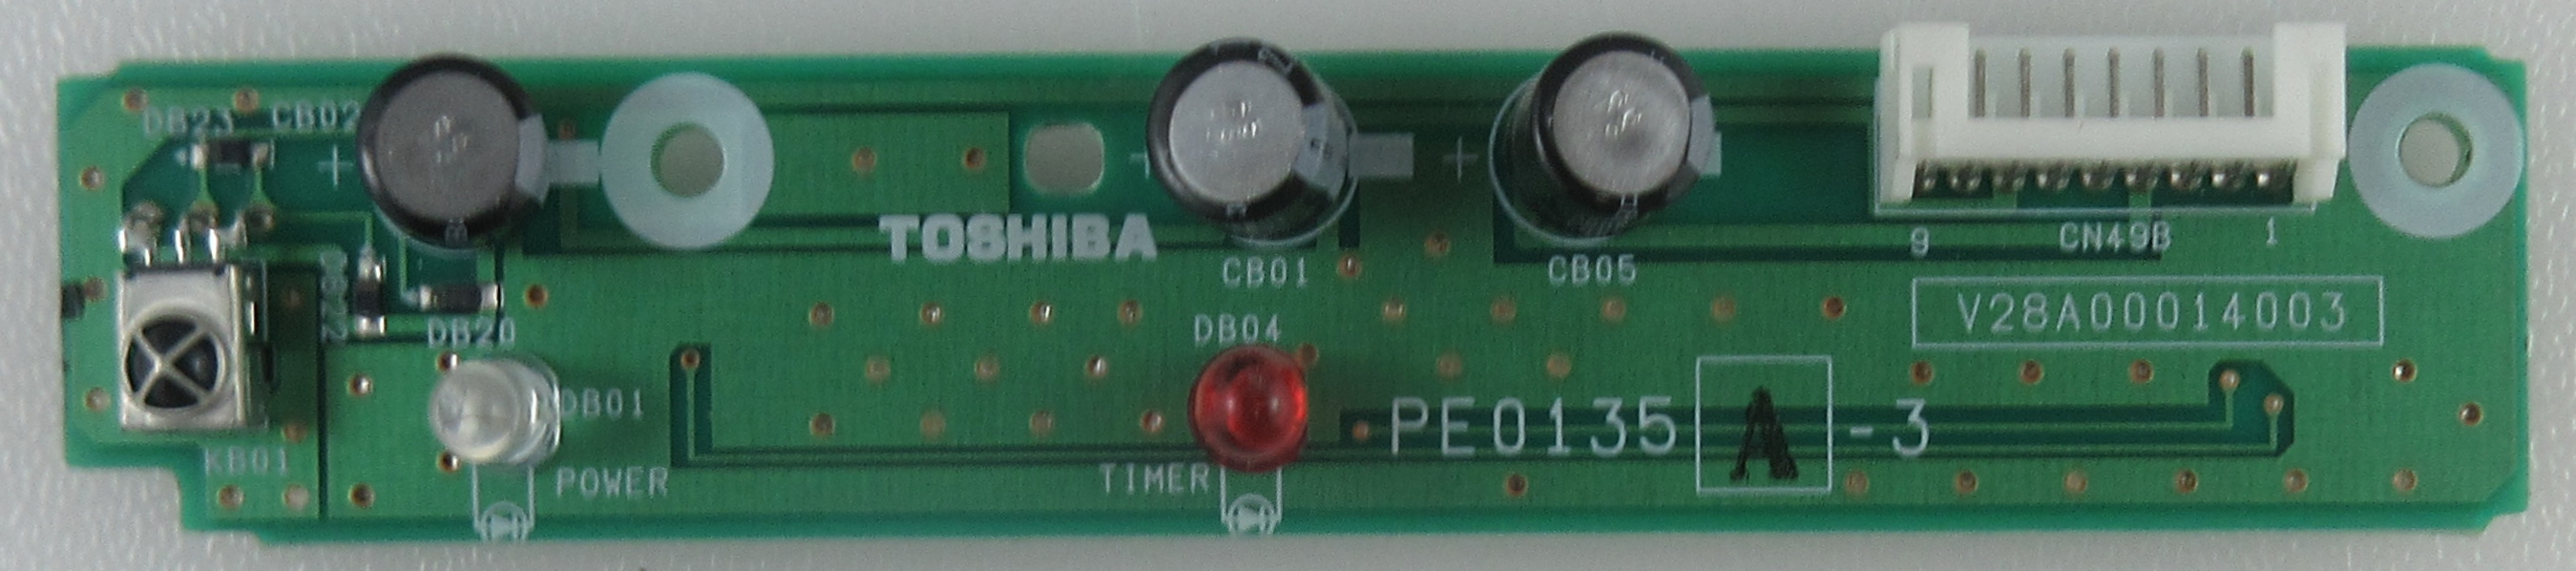 DB23 CB02
+
+
+
TOSHIBA
CB01
CB05
9 CN49B 1
DB22
DB20
DB04
V28A00014003
DB01
PE0135 A -3
KB01
POWER
TIMER